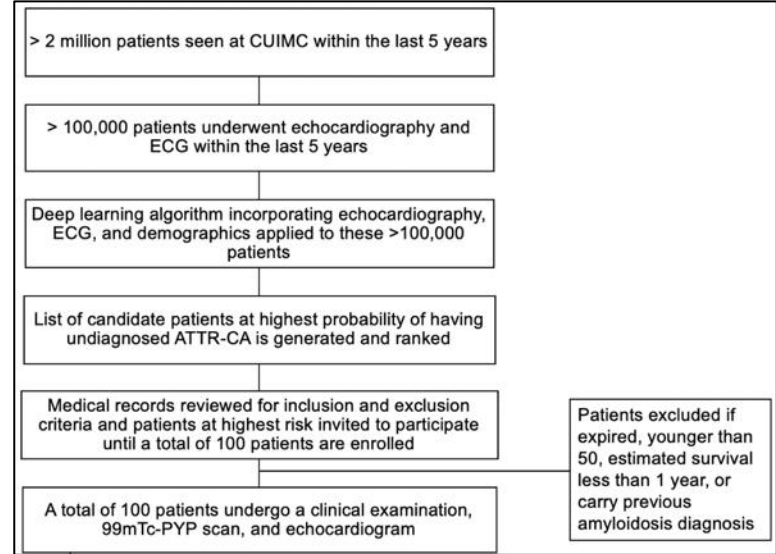 > 2 million patients seen at CUIMC within the last 5 years
> 100,000 patients underwent echocardiography and
ECG within the last 5 years
Deep learning algorithm incorporating echocardiography,
ECG, and demographics applied to these >100,000
patients
List of candidate patients at highest probability of having
undiagnosed ATTR-CA is generated and ranked
Medical records reviewed for inclusion and exclusion
criteria and patients at highest risk invited to participate
until a total of 100 patients are enrolled
Patients excluded if
expired, younger than
50, estimated survival
less than 1 year, or
carry previous
amyloidosis diagnosis
A total of 100 patients undergo a clinical examination,
99mTc-PYP scan, and echocardiogram